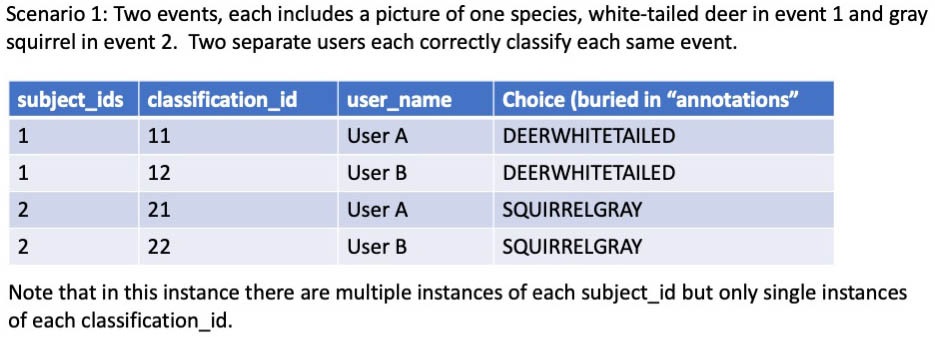 Scenario 1: Two events, each includes a picture of one species, white-tailed deer in event 1 and gray
squirrel in event 2.  Two separate users each correctly classify each same event.
subject_ids classification_id user_name Choice (buried in “annotations”
1 11 User A DEERWHITETAILED
1 12 User B DEERWHITETAILED
2 21 User A SQUIRRELGRAY
2 22 User B SQUIRRELGRAY
Note that in this instance there are multiple instances of each subject_id but only single instances
of each classification_id.